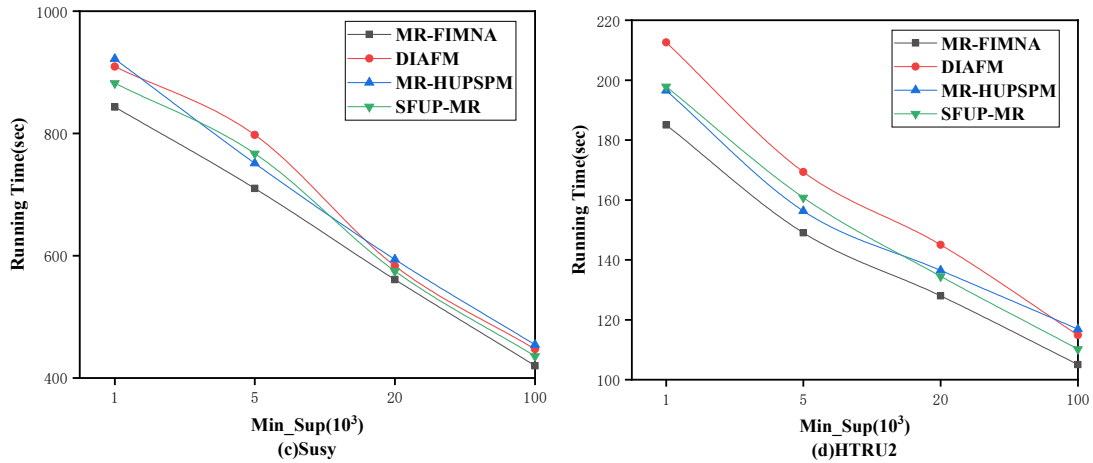 1000
800
600
400
Running Time(sec)
MR-FIMNA
DIAFM
MR-HUPSPM
SFUP-MR
1 5 20 100
Min_Sup(10³)
(c)Susy
220
200
180
160
140
120
100
Running Time(sec)
MR-FIMNA
DIAFM
MR-HUPSPM
SFUP-MR
1 5 20 100
Min_Sup(10³)
(d)HTRU2